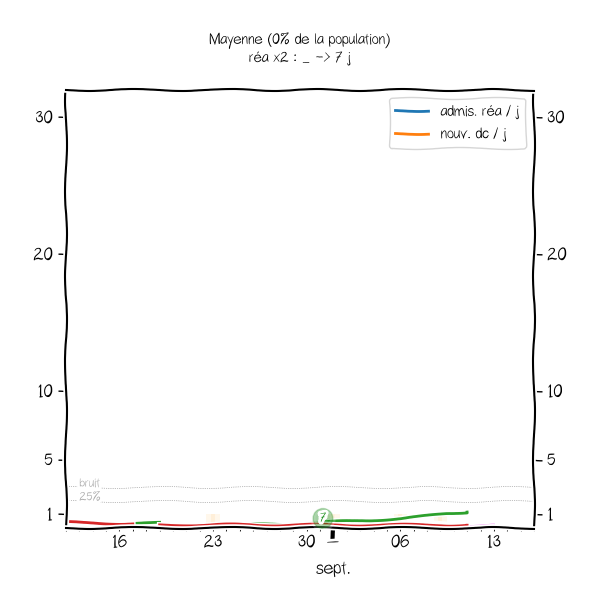 Mayenne (0% de la population)
réa x2 : _ -> 7 j
admis. réa / j
nouv. dc / j
30
30
20
20
10
10
5
5
bruit
25%
1
1
7
16
23
30
06
13
sept.